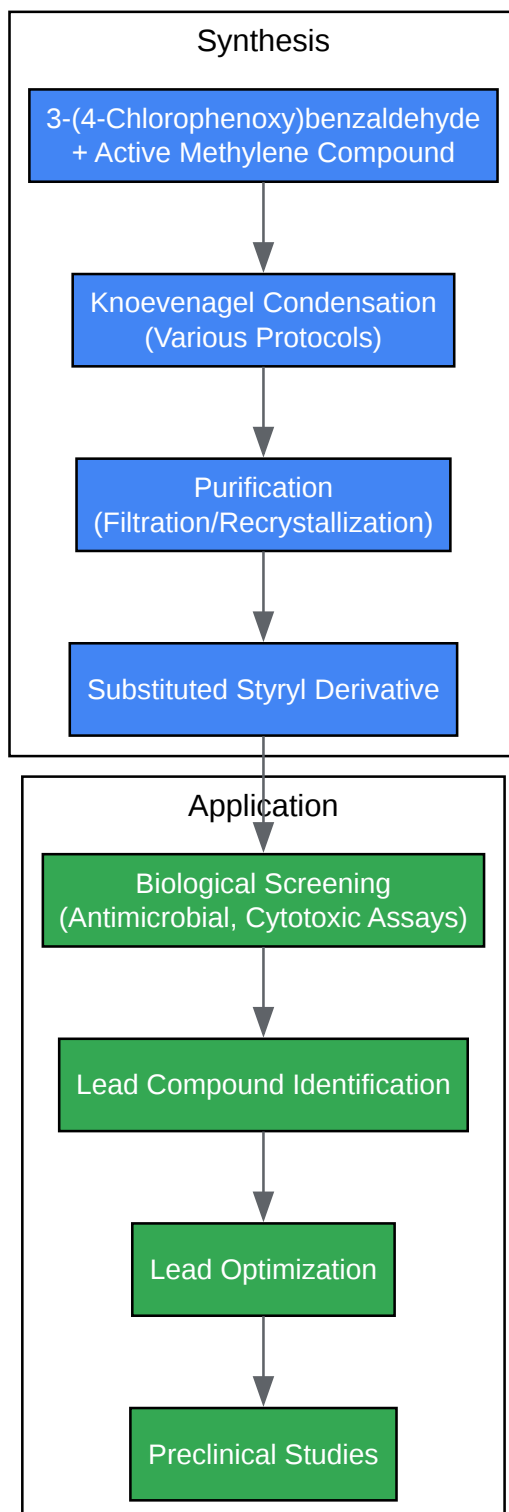 Synthesis
3-(4-Chlorophenoxy)benzaldehyde
+ Active Methylene Compound
Knoevenagel Condensation
(Various Protocols)
Purification
(Filtration/Recrystallization)
Substituted Styryl Derivative
Application
Biological Screening
(Antimicrobial, Cytotoxic Assays)
Lead Compound Identification
Lead Optimization
Preclinical Studies